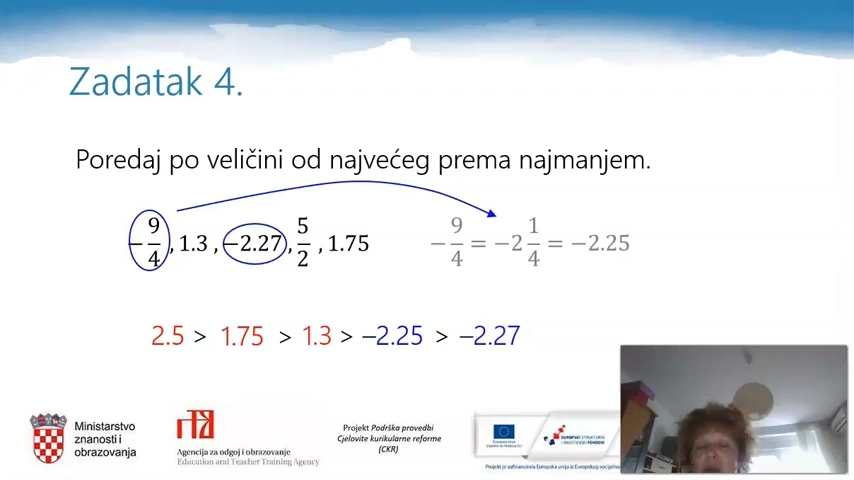 Zadatak 4.
Poredaj po veličini od najvećeg prema najmanjem.
−9/4 , 1.3 , −2.27 , 5/2 , 1.75
−9/4 = −2 1/4 = −2.25
2.5 > 1.75 > 1.3 > −2.25 > −2.27
Ministarstvo
znanosti i
obrazovanja
Agencija za odgoj i obrazovanje
Education and Teacher Training Agency
Projekt Podrška provedbi
Cjelovite kurikularne reforme
(CKR)